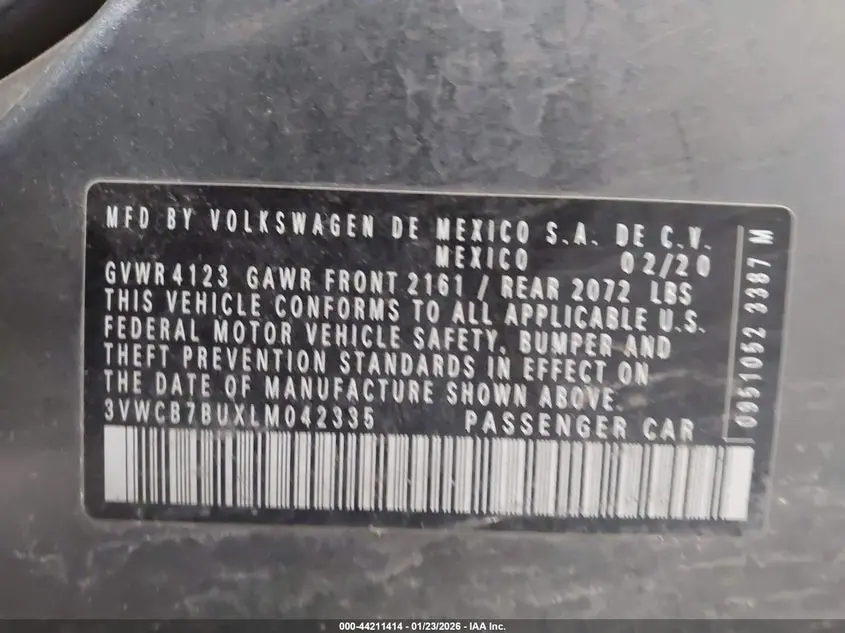 MFD BY VOLKSWAGEN DE MEXICO S.A. DE C.V.
MEXICO 02/20
GVWR 4123 GAWR FRONT 2161 / REAR 2072 LBS
THIS VEHICLE CONFORMS TO ALL APPLICABLE U.S.
FEDERAL MOTOR VEHICLE SAFETY, BUMPER AND
THEFT PREVENTION STANDARDS IN EFFECT ON
THE DATE OF MANUFACTURE SHOWN ABOVE.
3VWCB7BUXLM042335 PASSENGER CAR
0951052 3387 M
000-44211414 - 01/23/2026 - IAA Inc.